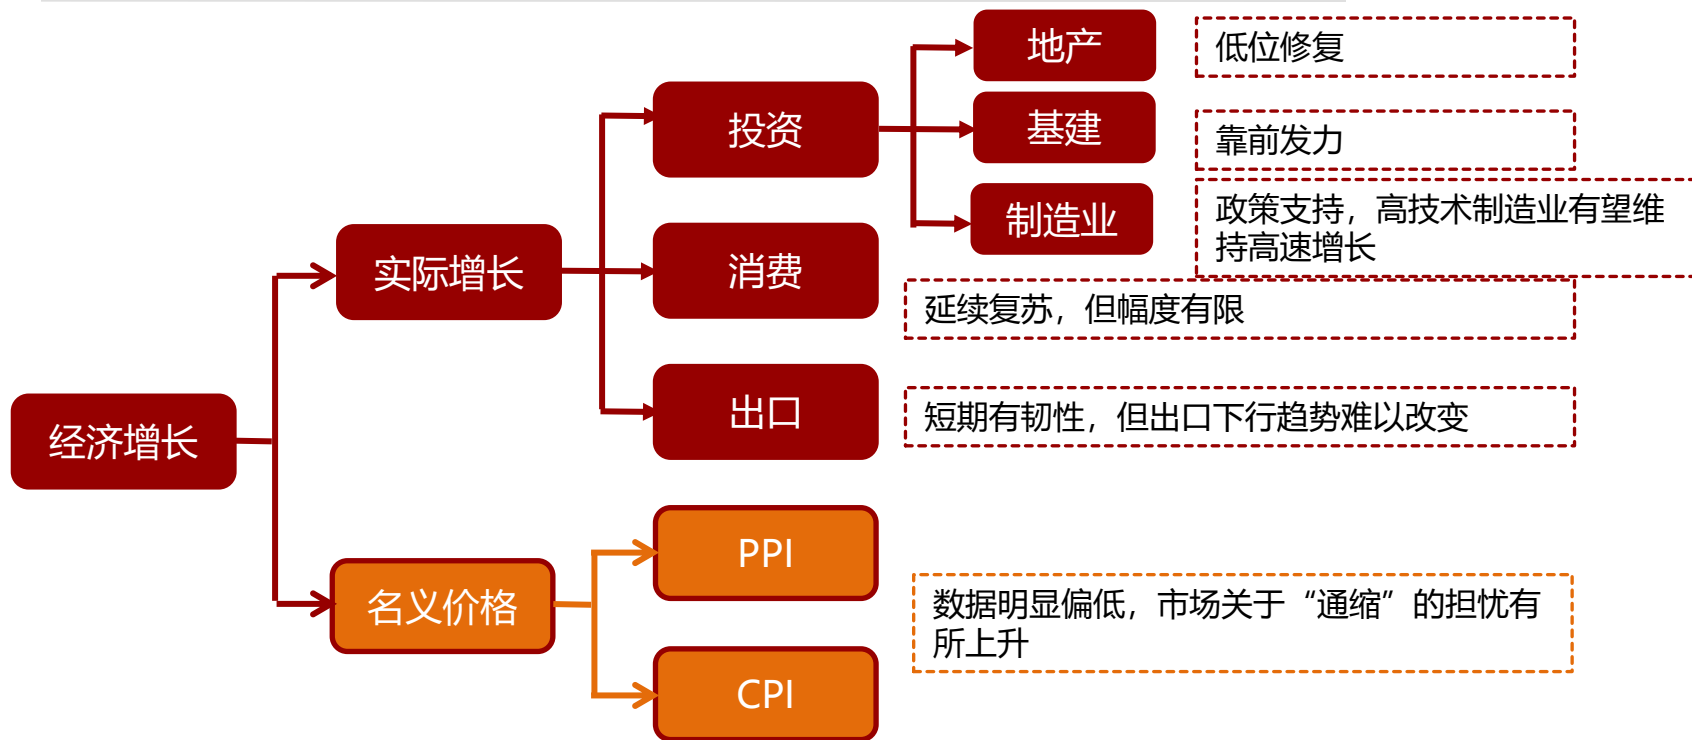 地产
低位修复
基建
靠前发力
投资
制造业
政策支持，高技术制造业有望维
持高速增长
实际增长
消费
延续复苏，但幅度有限
出口
短期有韧性，但出口下行趋势难以改变
经济增长
PPI
名义价格
数据明显偏低，市场关于“通缩”的担忧有
所上升
CPI